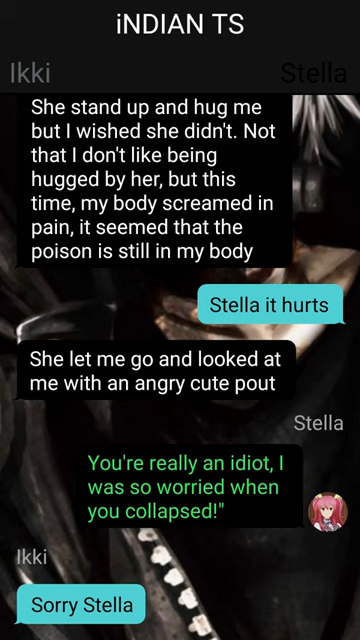 iNDIAN TS
Ikki
Stella
She stand up and hug me
but I wished she didn't. Not
that I don't like being
hugged by her, but this
time, my body screamed in
pain, it seemed that the
poison is still in my body
Stella it hurts
She let me go and looked at
me with an angry cute pout
Stella
You're really an idiot, I
was so worried when
you collapsed!"
Ikki
Sorry Stella